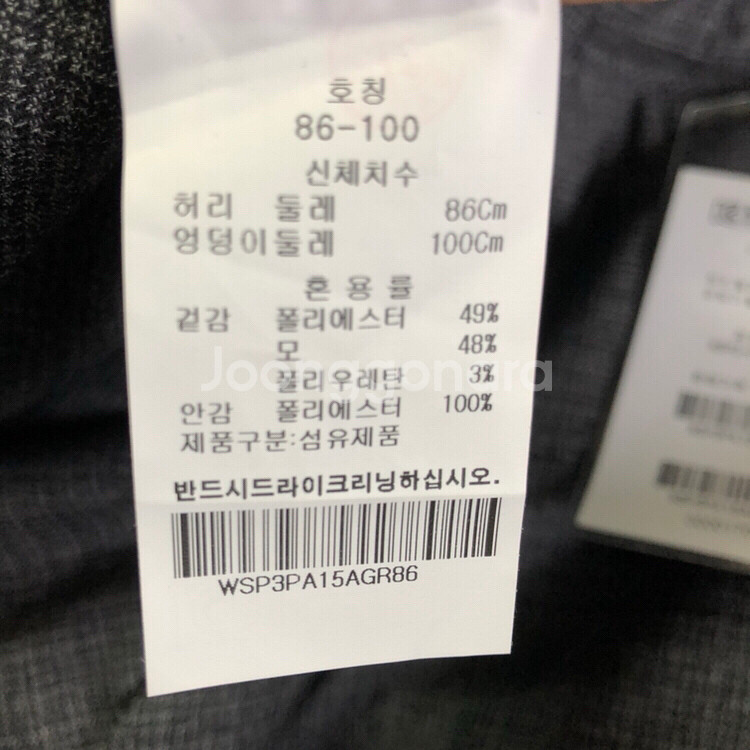 호칭
86-100
신체치수
허리 둘레 86Cm
엉덩이둘레 100Cm
혼용률
겉감 폴리에스터 49%
모 48%
폴리우레탄 3%
안감 폴리에스터 100%
제품구분:섬유제품
반드시드라이크리닝하십시오.
WSP3PA15AGR86
Joonggonara